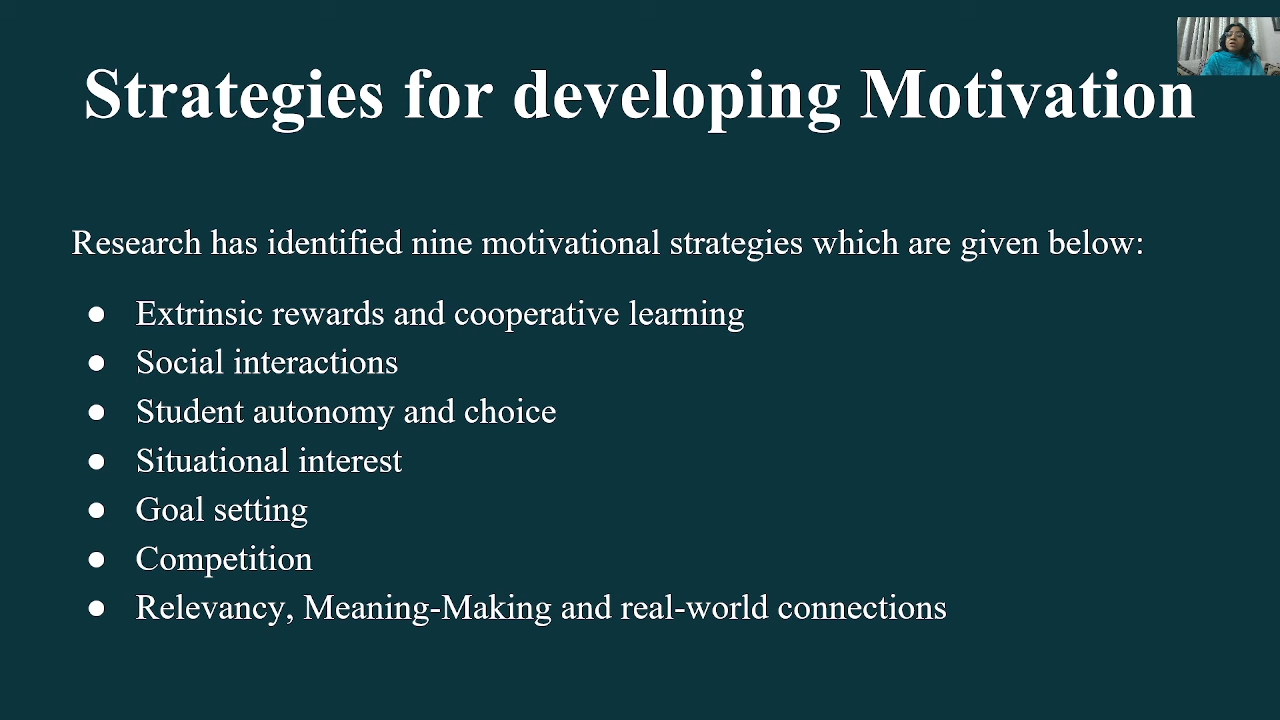 Strategies for developing Motivation
Research has identified nine motivational strategies which are given below:
● Extrinsic rewards and cooperative learning
● Social interactions
● Student autonomy and choice
● Situational interest
● Goal setting
● Competition
● Relevancy, Meaning-Making and real-world connections